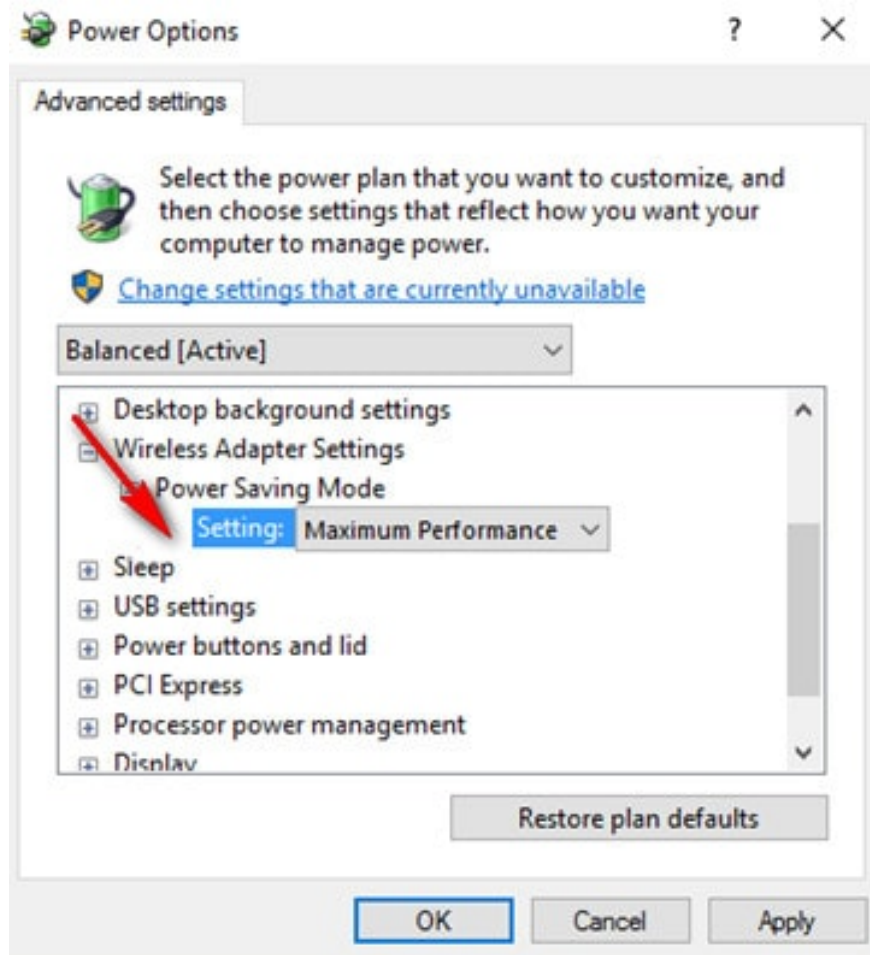 Power Options
?
Advanced settings
Select the power plan that you want to customize, and
then choose settings that reflect how you want your
computer to manage power.
Change settings that are currently unavailable
Balanced [Active]
Desktop background settings
Wireless Adapter Settings
Power Saving Mode
Setting: Maximum Performance
Sleep
USB settings
Power buttons and lid
PCI Express
Processor power management
Display
Restore plan defaults
OK Cancel Apply